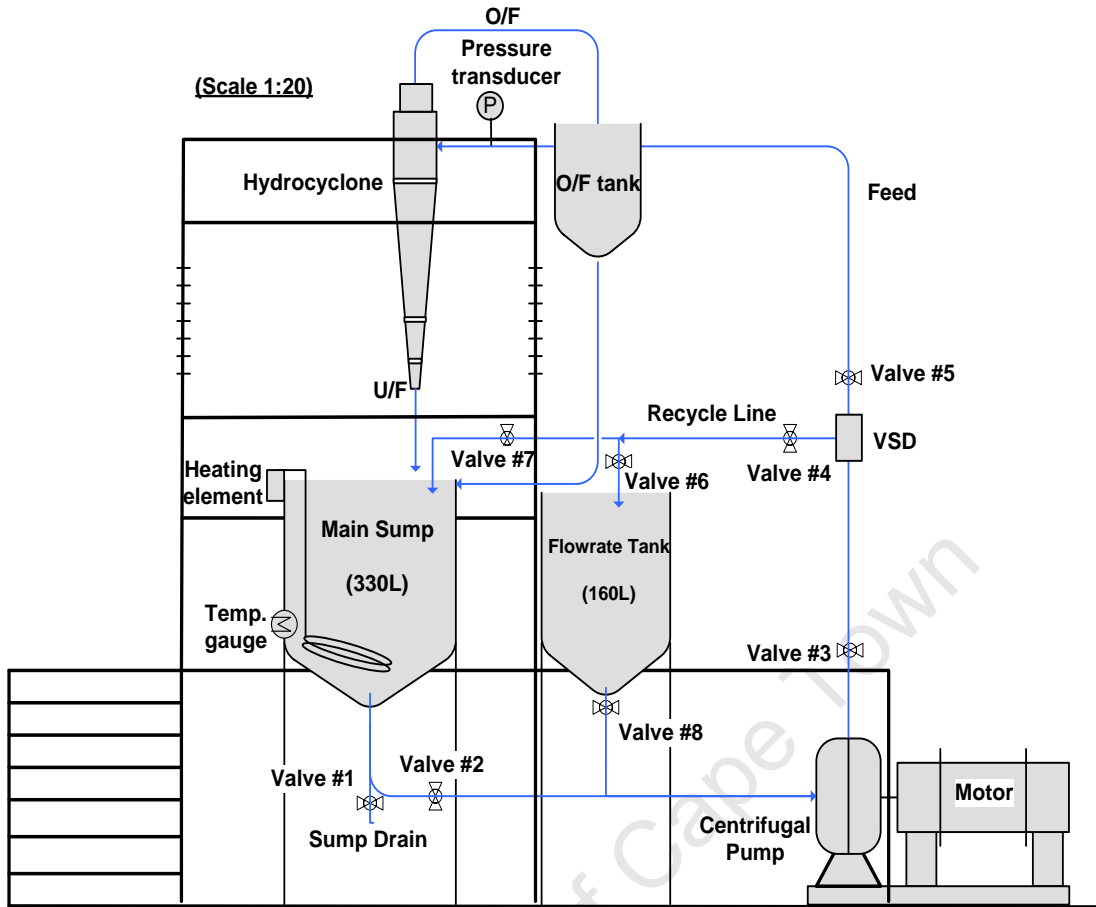 O/F
Pressure
transducer
(Scale 1:20)
P
Hydrocyclone
O/F tank
Feed
U/F
Valve #5
Recycle Line
VSD
Valve #7
Valve #4
Valve #6
Heating
element
Main Sump
(330L)
Flowrate Tank
(160L)
Temp.
gauge
M
Valve #3
Valve #8
Valve #1
Valve #2
Sump Drain
Centrifugal
Pump
Motor
of Cape Town